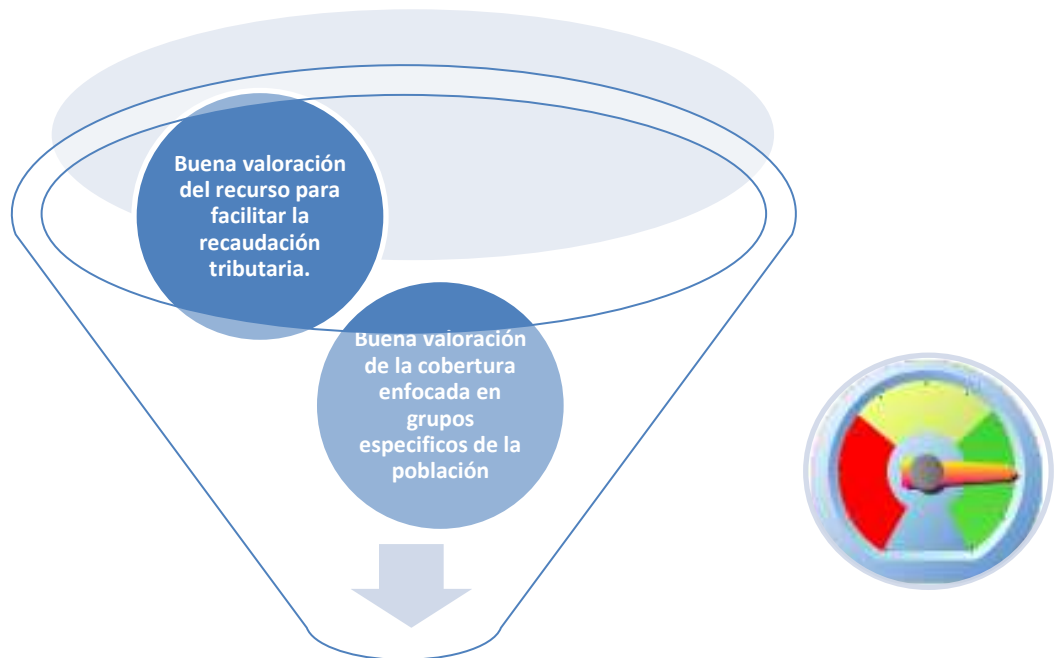 Buena valoración
del recurso para
facilitar la
recaudación
tributaria.
Buena valoración
de la cobertura
enfocada en
grupos
especificos de la
población